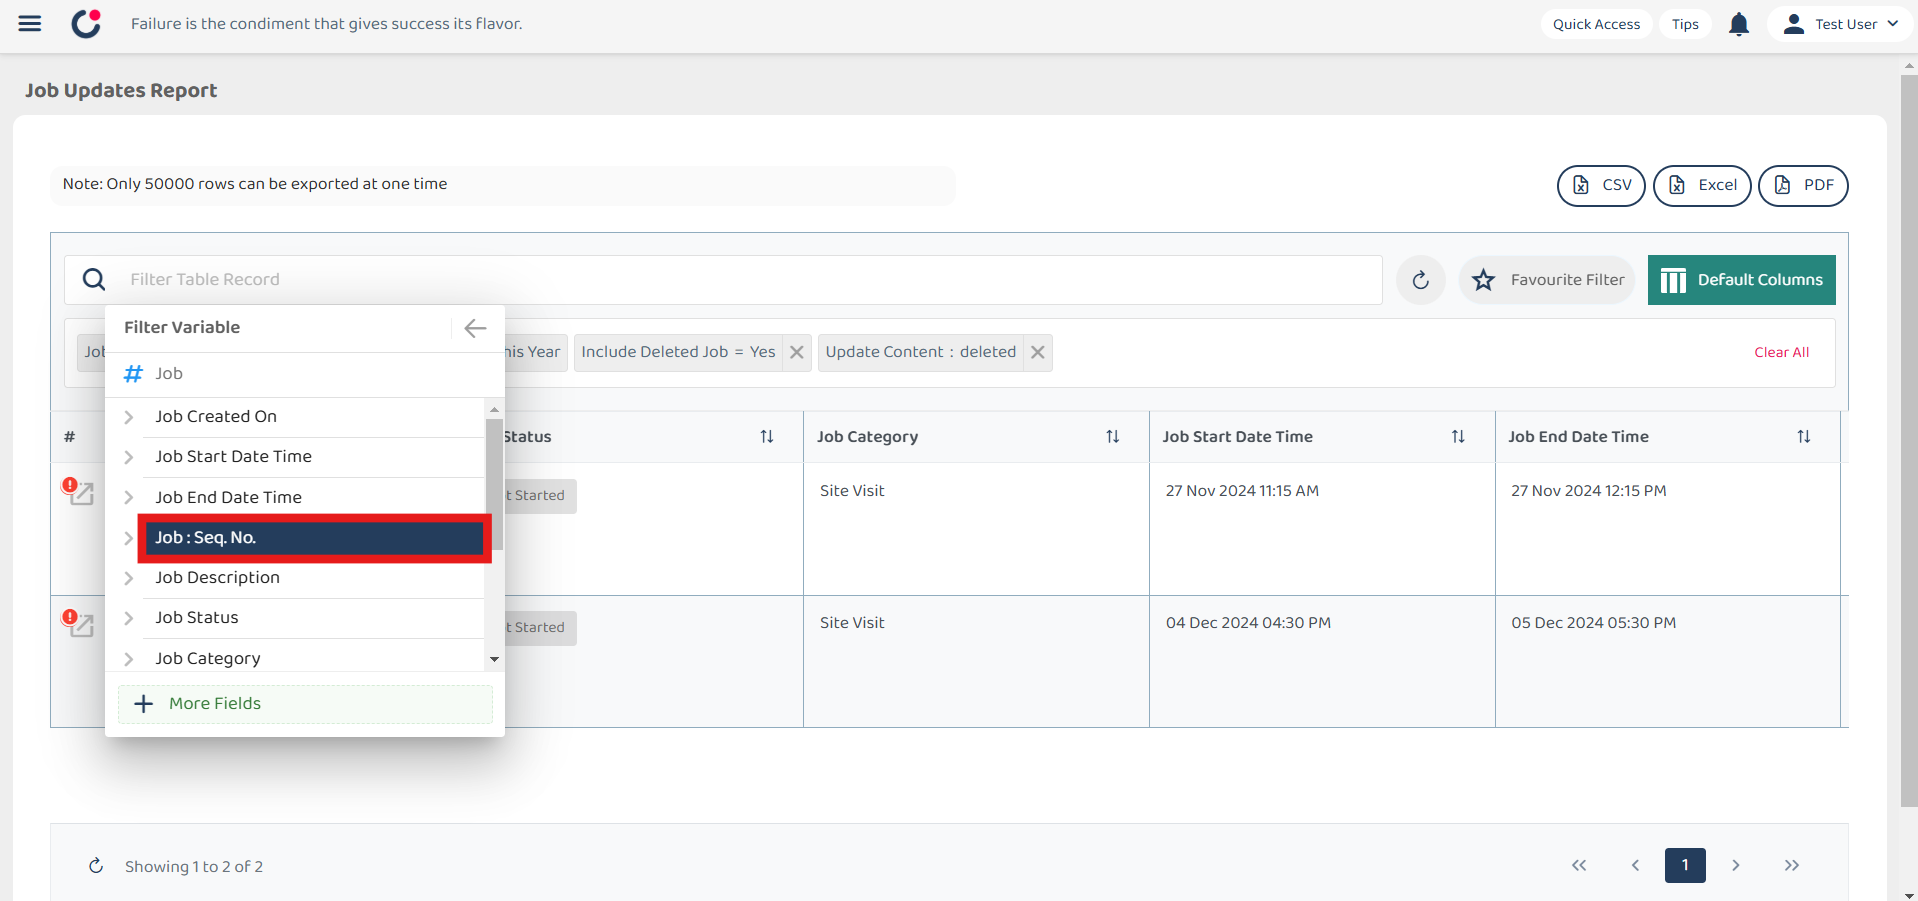 Failure is the condiment that gives success its flavor.
Quick Access
Tips
Test User
Job Updates Report
Note: Only 50000 rows can be exported at one time
CSV
Excel
PDF
Filter Table Record
Favourite Filter
Default Columns
Filter Variable
his Year
Include Deleted Job = Yes
Update Content : deleted
Clear All
# Job
Job Created On
Job Start Date Time
Job End Date Time
Job : Seq. No.
Job Description
Job Status
Job Category
+ More Fields
#
Status
Job Category
Job Start Date Time
Job End Date Time
t Started
Site Visit
27 Nov 2024 11:15 AM
27 Nov 2024 12:15 PM
t Started
Site Visit
04 Dec 2024 04:30 PM
05 Dec 2024 05:30 PM
Showing 1 to 2 of 2
1